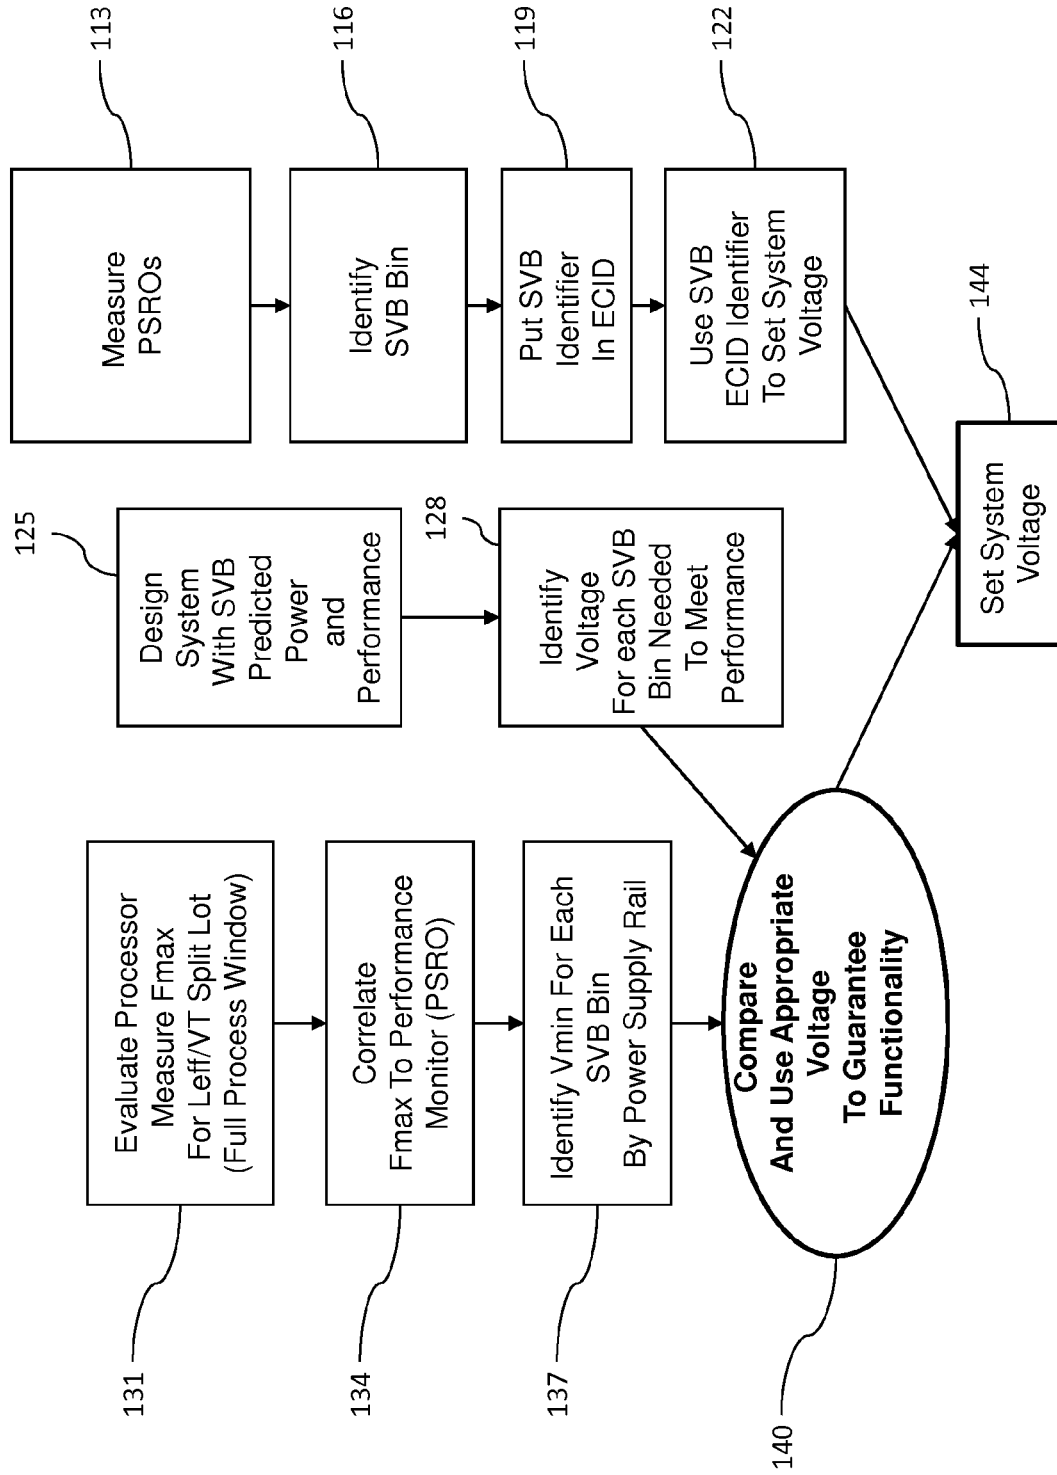 131
Evaluate Processor
Measure Fmax
For Leff/VT Split Lot
(Full Process Window)
134
Correlate
Fmax To Performance
Monitor (PSRO)
137
Identify Vmin For Each
SVB Bin
By Power Supply Rail
140
Compare
And Use Appropriate
Voltage
To Guarantee
Functionality
125
Design
System
With SVB
Predicted
Power
and
Performance
128
Identify
Voltage
For each SVB
Bin Needed
To Meet
Performance
113
Measure
PSROs
116
Identify
SVB Bin
119
Put SVB
Identifier
In ECID
122
Use SVB
ECID Identifier
To Set System
Voltage
144
Set System
Voltage